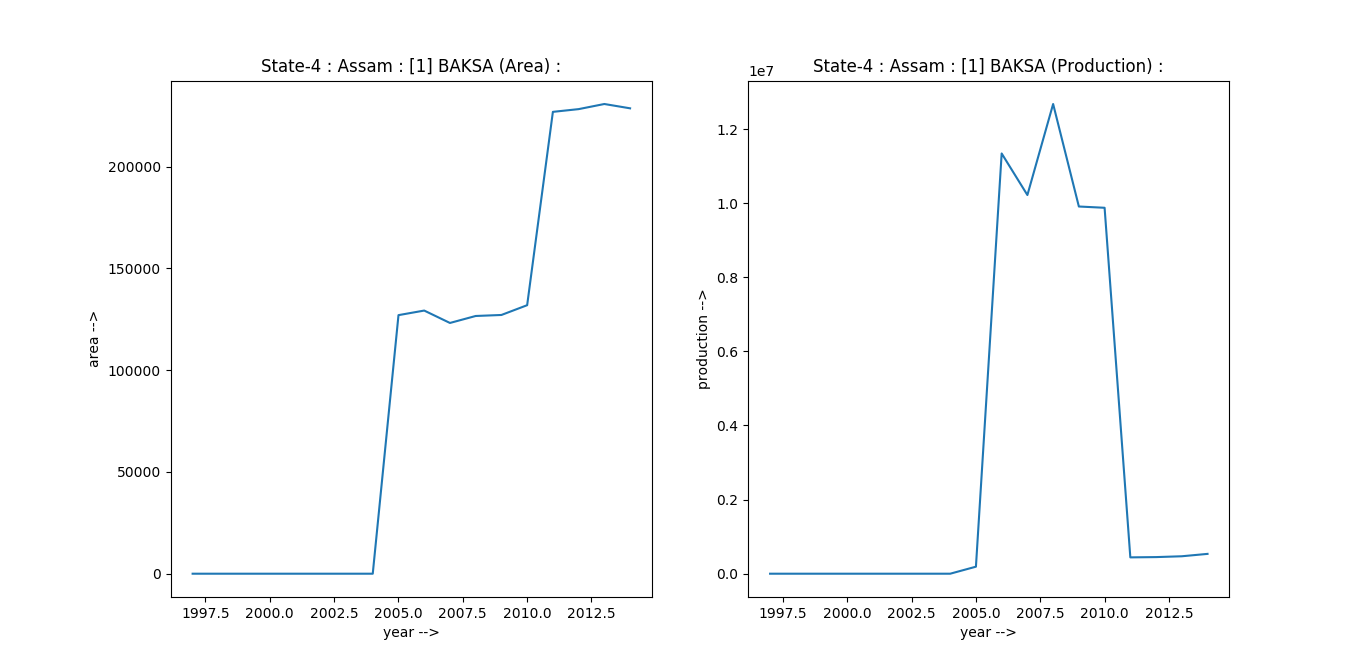 State-4 : Assam : [1] BAKSA (Area) :
200000
150000
100000
50000
0
area -->
1997.5 2000.0 2002.5 2005.0 2007.5 2010.0 2012.5
year -->
State-4 : Assam : [1] BAKSA (Production) :
1e7
1.2
1.0
0.8
0.6
0.4
0.2
0.0
production -->
1997.5 2000.0 2002.5 2005.0 2007.5 2010.0 2012.5
year -->